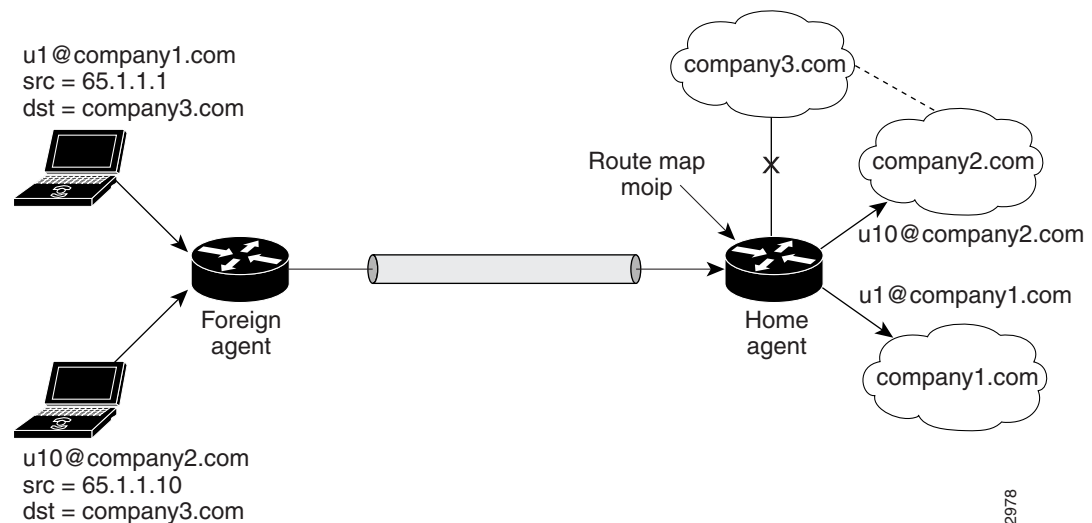 u1@company1.com
src = 65.1.1.1
dst = company3.com
company3.com
Route map
moip
X
company2.com
u10@company2.com
u1@company1.com
Foreign
agent
Home
agent
company1.com
u10@company2.com
src = 65.1.1.10
dst = company3.com
2978